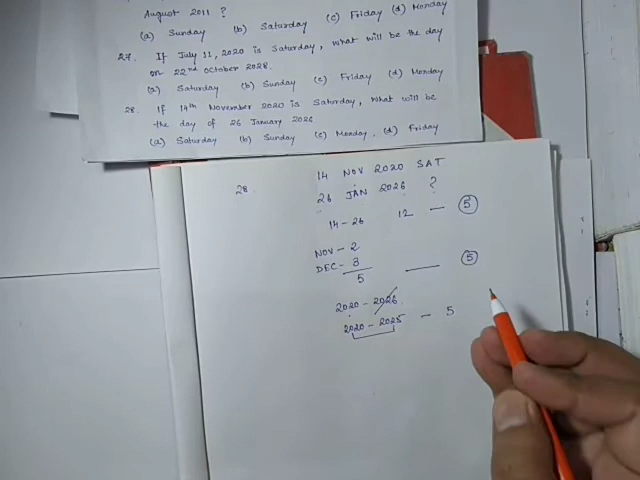 August 2011 ?
(a) Sunday (b) Saturday (c) Friday (d) Monday
27. If July 11, 2020 is Saturday, what will be the day
on 22nd October 2028.
(a) Saturday (b) Sunday (c) Friday (d) Monday
28. If 14th November 2020 is Saturday, What will be
the day of 26 January 2026
(a) Saturday (b) Sunday (c) Monday. (d) Friday
28. 14 NOV 2020 SAT
26 JAN 2026 ?
14 - 26 12 — 5
NOV - 2
DEC - 3
5 — 5
2020 - 2026
2020 - 2025 — 5